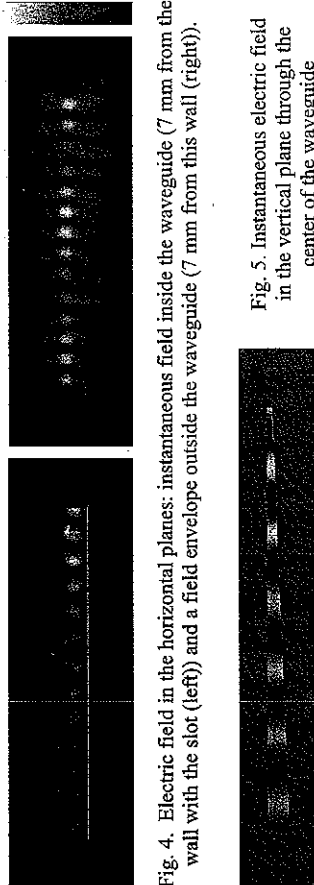 Fig. 4. Electric field in the horizontal planes: instantaneous field inside the waveguide (7 mm from the
wall with the slot (left)) and a field envelope outside the waveguide (7 mm from this wall (right)).
Fig. 5. Instantaneous electric field
in the vertical plane through the
center of the waveguide